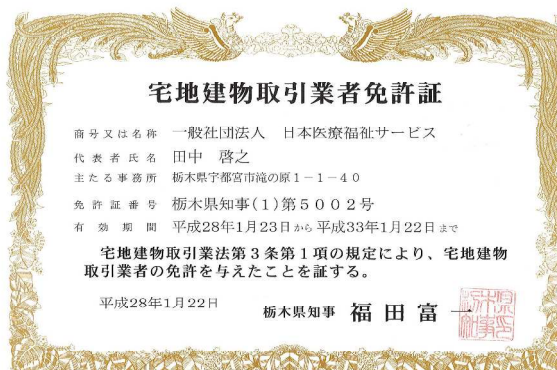 宅地建物取引業者免許証
商号又は名称 一般社団法人 日本医療福祉サービス
代表者氏名 田中 啓之
主たる事務所 栃木県宇都宮市滝の原1-1-40
免許証番号 栃木県知事(1)第5002号
有効期間 平成28年1月23日から平成33年1月22日まで
宅地建物取引業法第3条第1項の規定により、宅地建物
取引業者の免許を与えたことを証する。
平成28年1月22日
栃木県知事 福田富一